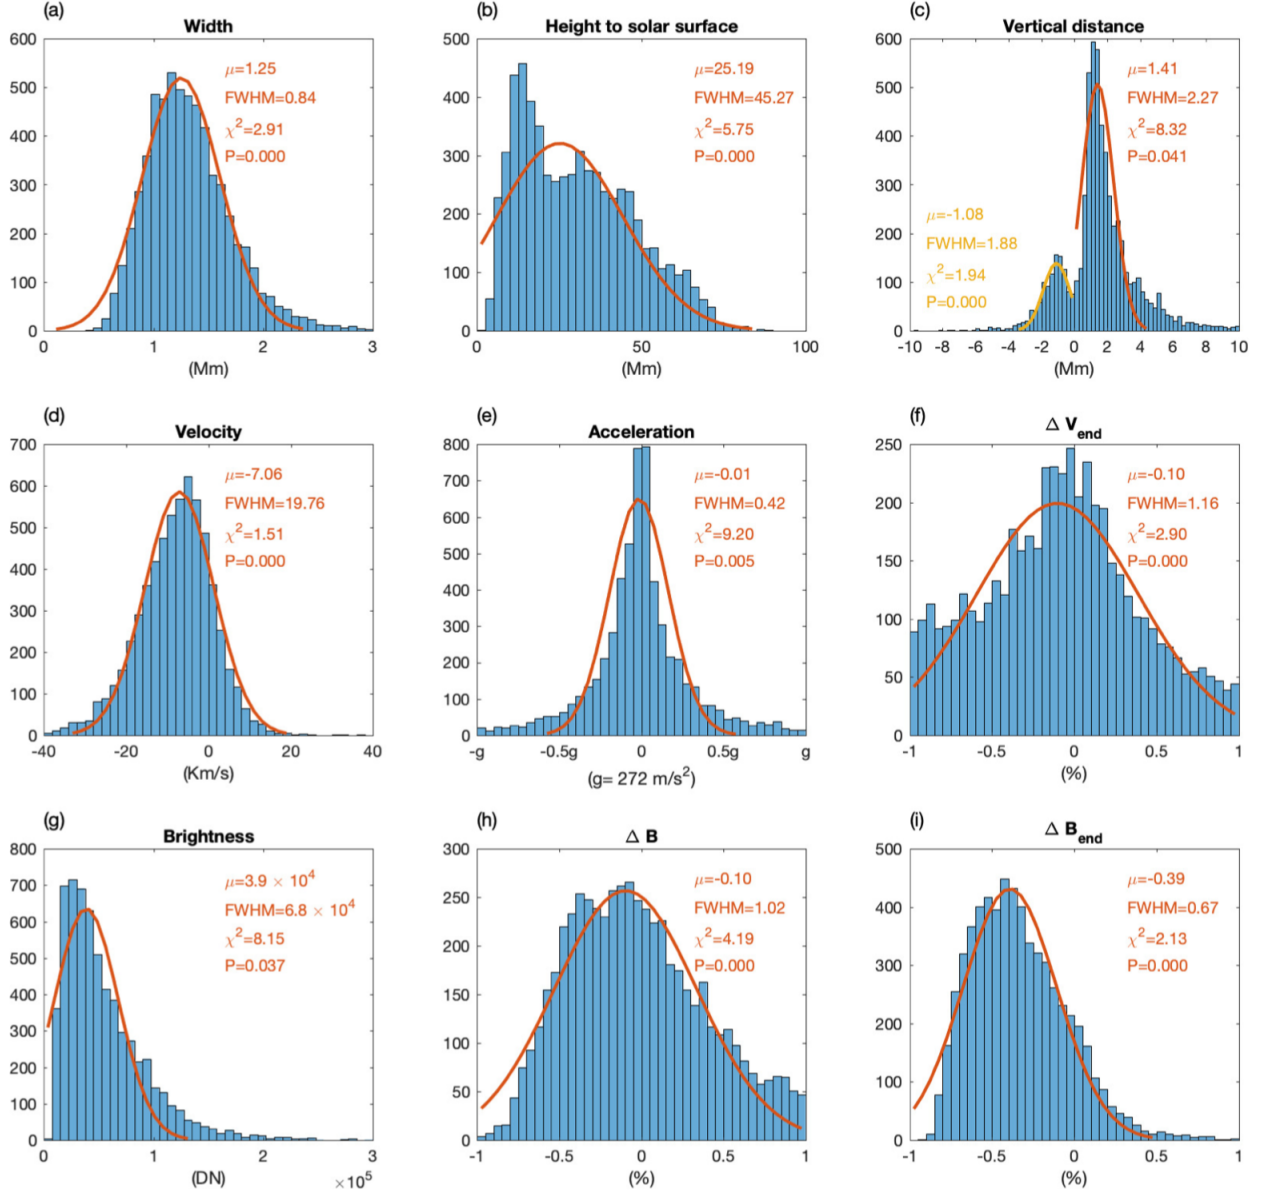 (a)
Width
600
500
400
300
200
100
0
0
1
2
3
(Mm)
μ=1.25
FWHM=0.84
χ²=2.91
P=0.000
(b)
Height to solar surface
500
400
300
200
100
0
0
50
100
(Mm)
μ=25.19
FWHM=45.27
χ²=5.75
P=0.000
(c)
Vertical distance
600
500
400
300
200
100
0
-10 -8 -6 -4 -2 0 2 4 6 8 10
(Mm)
μ=1.41
FWHM=2.27
χ²=8.32
P=0.041
μ=-1.08
FWHM=1.88
χ²=1.94
P=0.000
(d)
Velocity
700
600
500
400
300
200
100
0
-40 -20 0 20 40
(Km/s)
μ=-7.06
FWHM=19.76
χ²=1.51
P=0.000
(e)
Acceleration
800
700
600
500
400
300
200
100
0
-g -0.5g 0 0.5g g
(g= 272 m/s²)
μ=-0.01
FWHM=0.42
χ²=9.20
P=0.005
(f)
△ V_end
250
200
150
100
50
0
-1 -0.5 0 0.5 1
(%)
μ=-0.10
FWHM=1.16
χ²=2.90
P=0.000
(g)
Brightness
800
700
600
500
400
300
200
100
0
0 1 2 3
(DN)
×10⁵
μ=3.9 × 10⁴
FWHM=6.8 × 10⁴
χ²=8.15
P=0.037
(h)
△ B
300
250
200
150
100
50
0
-1 -0.5 0 0.5 1
(%)
μ=-0.10
FWHM=1.02
χ²=4.19
P=0.000
(i)
△ B_end
500
400
300
200
100
0
-1 -0.5 0 0.5 1
(%)
μ=-0.39
FWHM=0.67
χ²=2.13
P=0.000